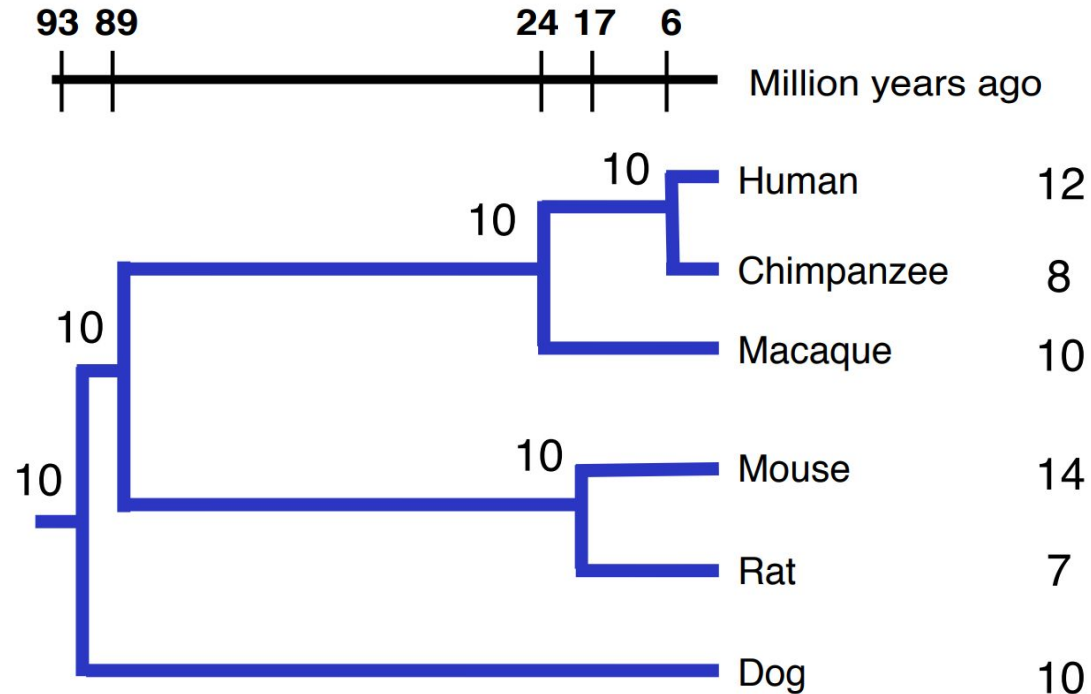 93 89 24 17 6
Million years ago
10 Human 12
10
Chimpanzee 8
10
Macaque 10
10 Mouse 14
10
Rat 7
Dog 10